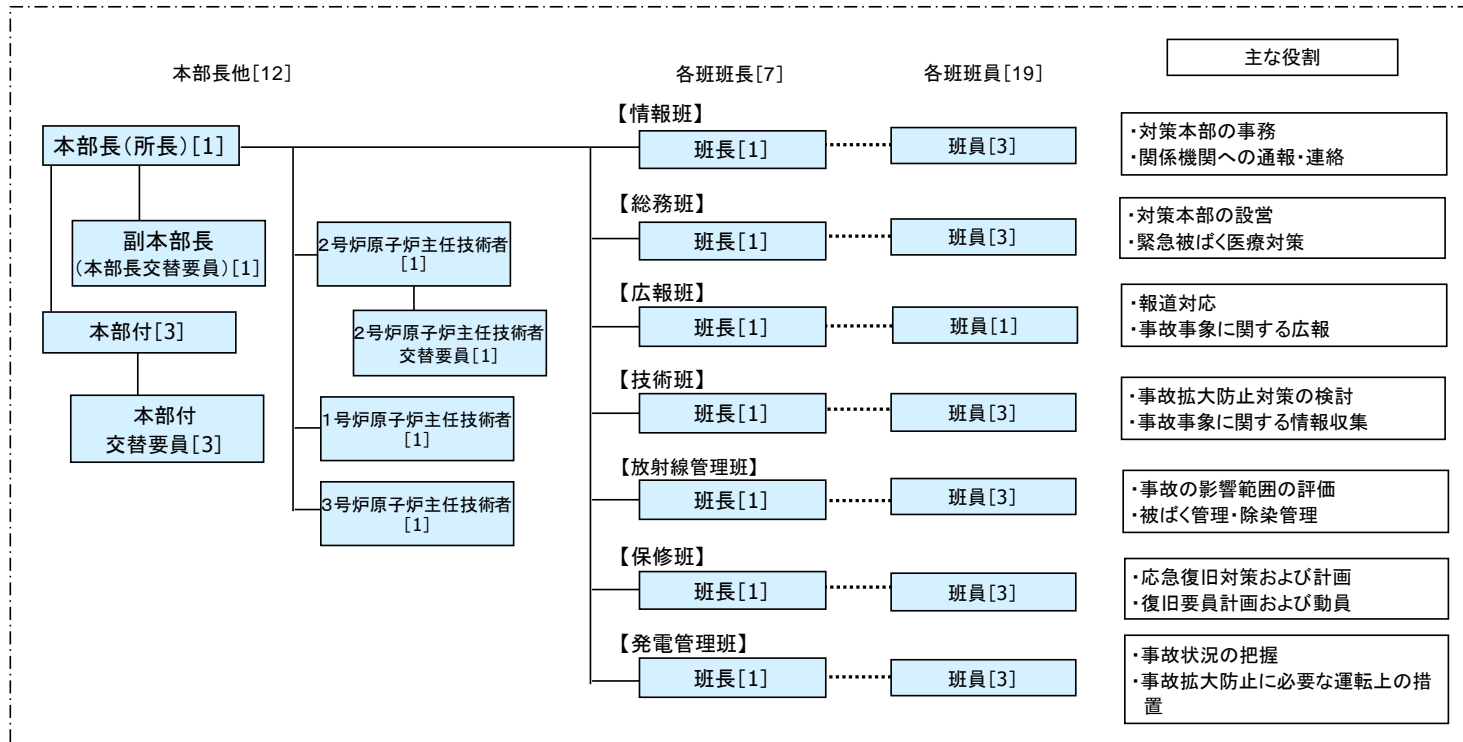 主な役割
本部長他[12]
各班班長[7]
各班班員[19]
本部長(所長)[1]
副本部長
(本部長交替要員)[1]
本部付[3]
本部付
交替要員[3]
2号炉原子炉主任技術者
[1]
2号炉原子炉主任技術者
交替要員[1]
1号炉原子炉主任技術者
[1]
3号炉原子炉主任技術者
[1]
【情報班】
班長[1]
班員[3]
・対策本部の事務
・関係機関への通報・連絡
【総務班】
班長[1]
班員[3]
・対策本部の設営
・緊急被ばく医療対策
【広報班】
班長[1]
班員[1]
・報道対応
・事故事象に関する広報
【技術班】
班長[1]
班員[3]
・事故拡大防止対策の検討
・事故事象に関する情報収集
【放射線管理班】
班長[1]
班員[3]
・事故の影響範囲の評価
・被ばく管理・除染管理
【保修班】
班長[1]
班員[3]
・応急復旧対策および計画
・復旧要員計画および動員
【発電管理班】
班長[1]
班員[3]
・事故状況の把握
・事故拡大防止に必要な運転上の措
置